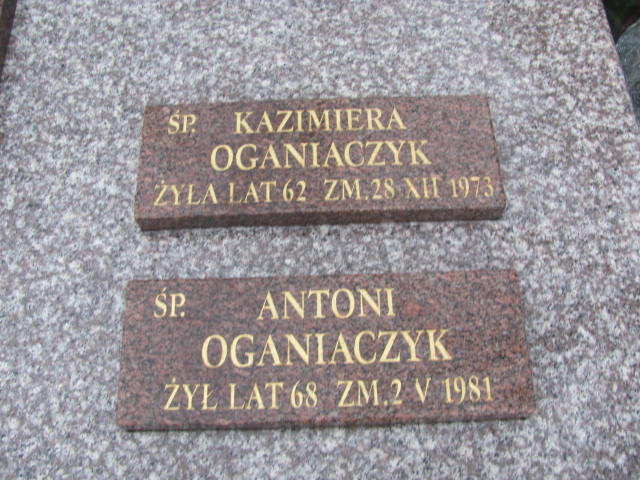 ŚP. KAZIMIERA
OGANIACZYK
ŻYŁA LAT 62 ZM. 28 XII 1973
ŚP. ANTONI
OGANIACZYK
ŻYŁ LAT 68 ZM. 2 V 1981